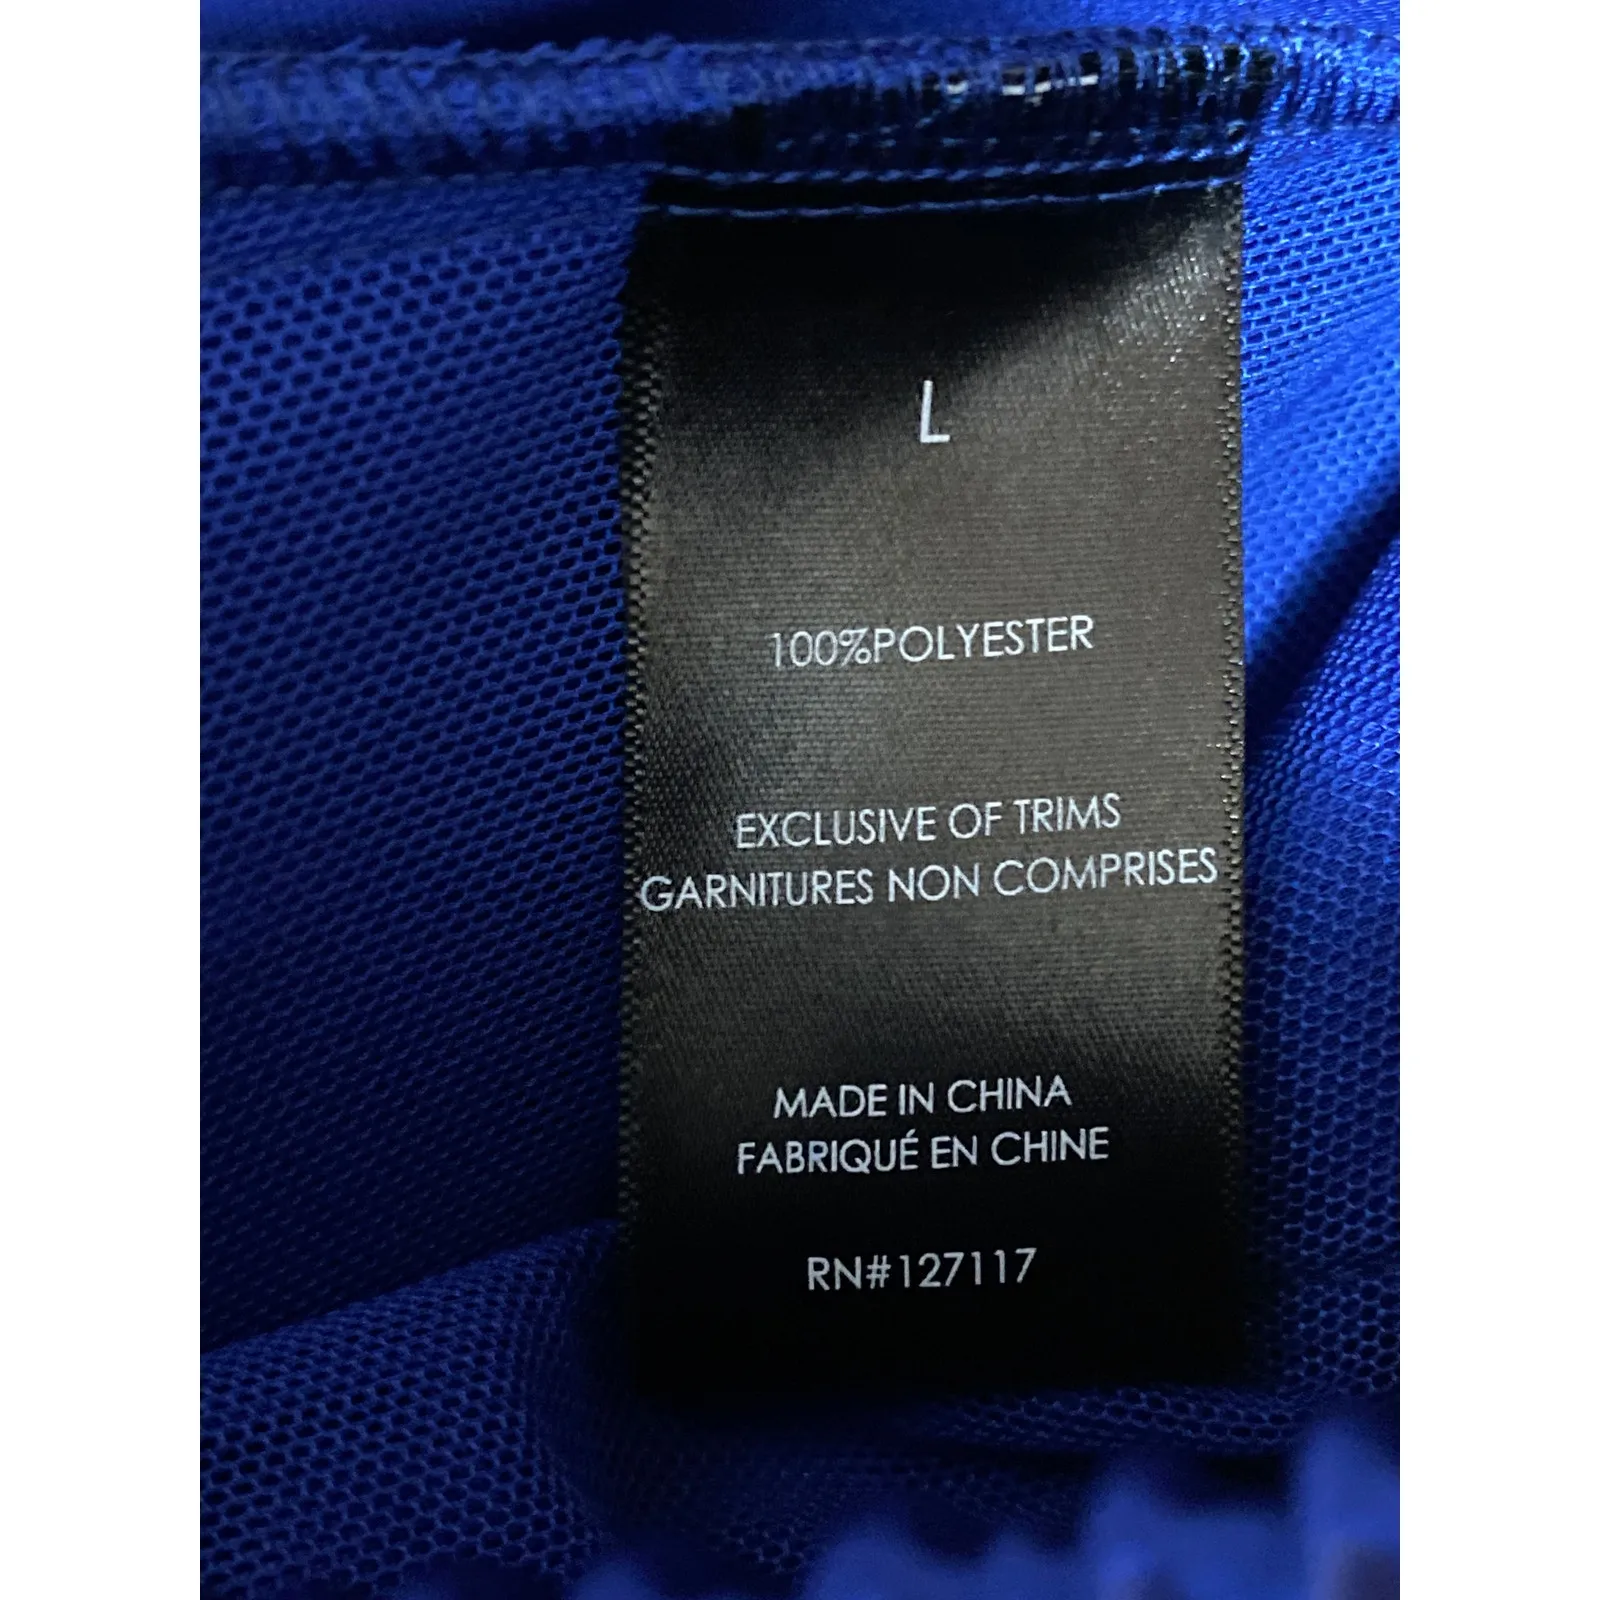 L
100%POLYESTER
EXCLUSIVE OF TRIMS
GARNITURES NON COMPRISES
MADE IN CHINA
FABRIQUÉ EN CHINE
RN#127117